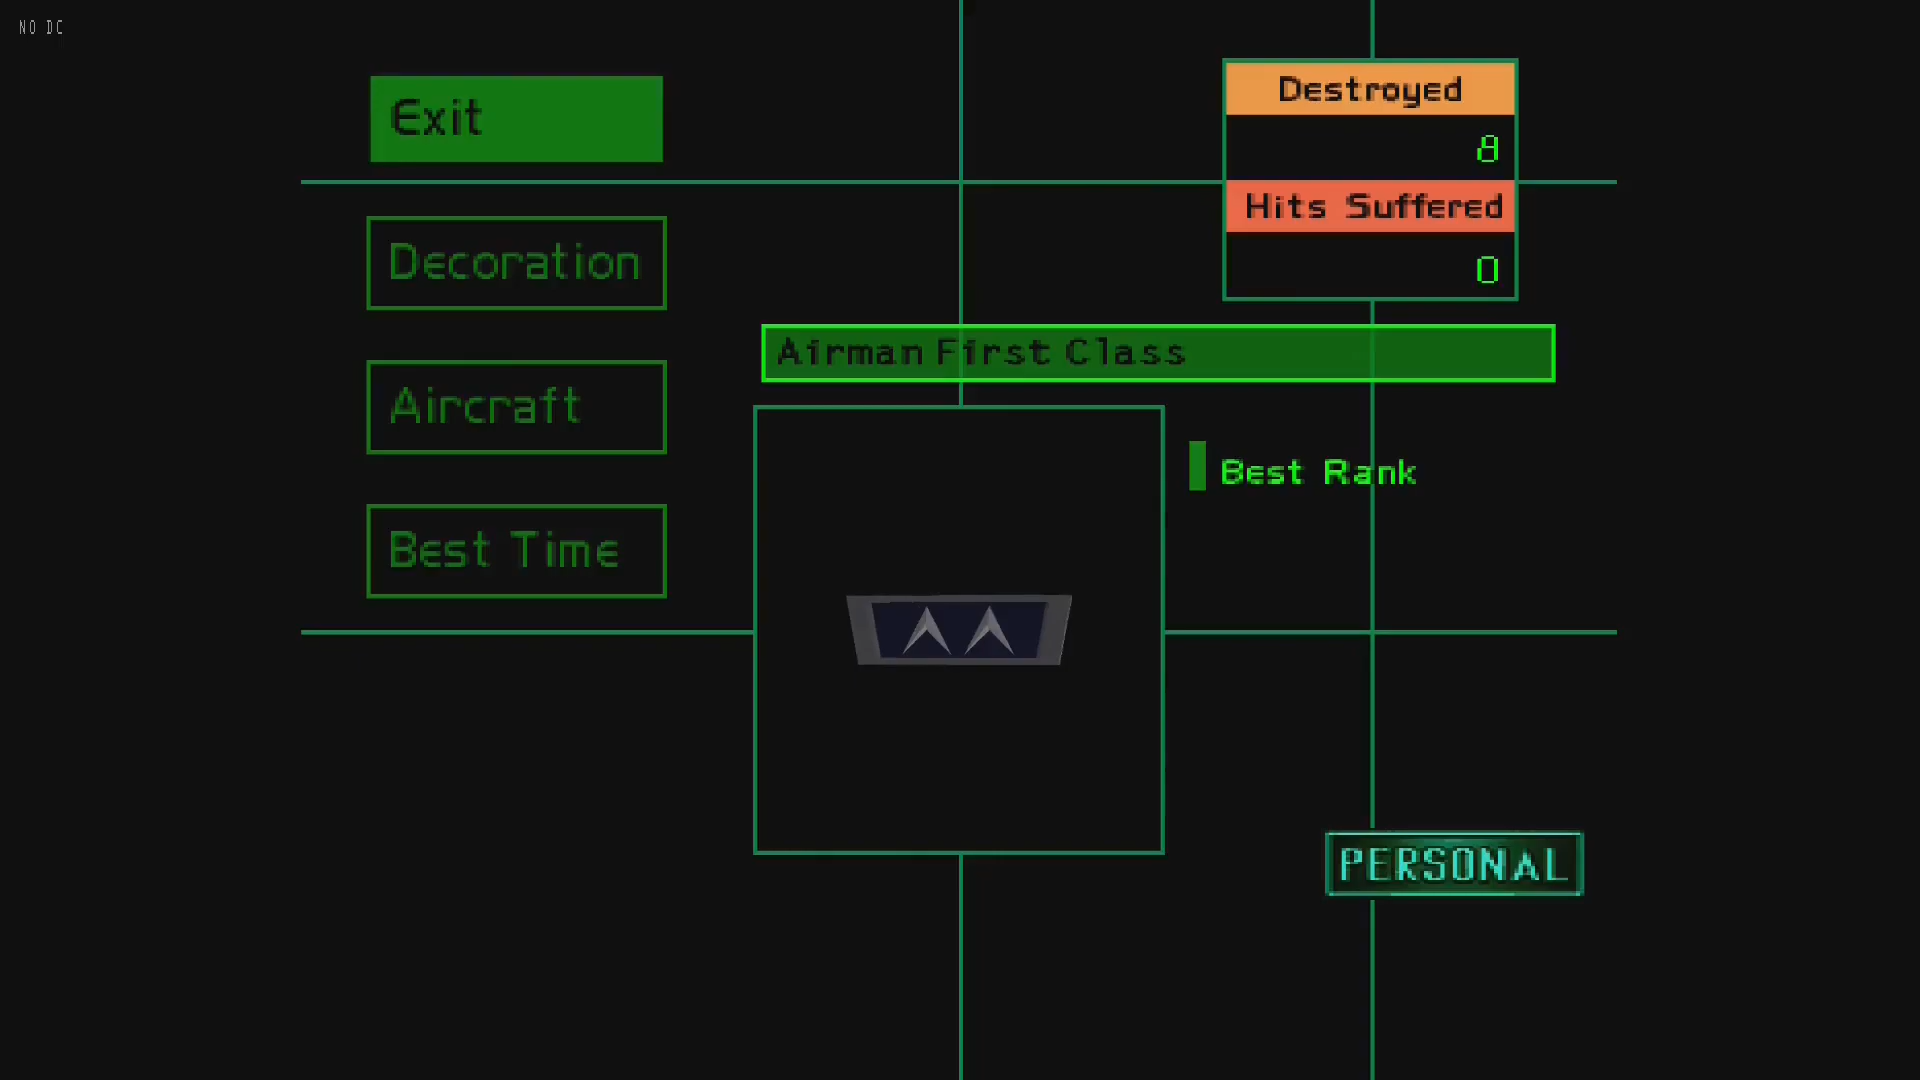 NO DC
Exit
Destroyed
8
Hits Suffered
0
Decoration
Airman First Class
Aircraft
Best Rank
Best Time
PERSONAL